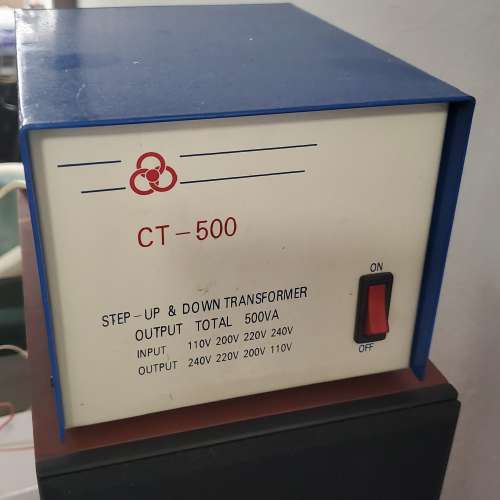 CT-500
STEP-UP & DOWN TRANSFORMER
OUTPUT TOTAL 500VA
INPUT 110V 200V 220V 240V
OUTPUT 240V 220V 200V 110V
ON
OFF